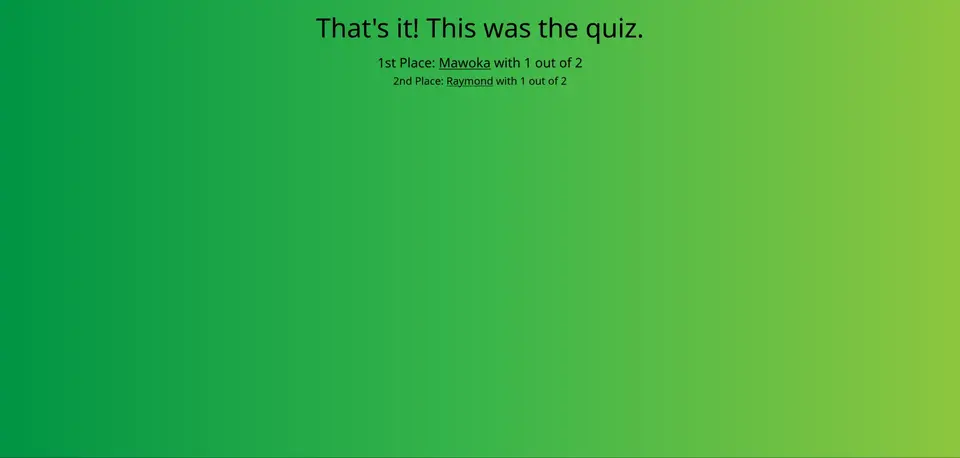 That's it! This was the quiz.
1st Place: Mawoka with 1 out of 2
2nd Place: Raymond with 1 out of 2